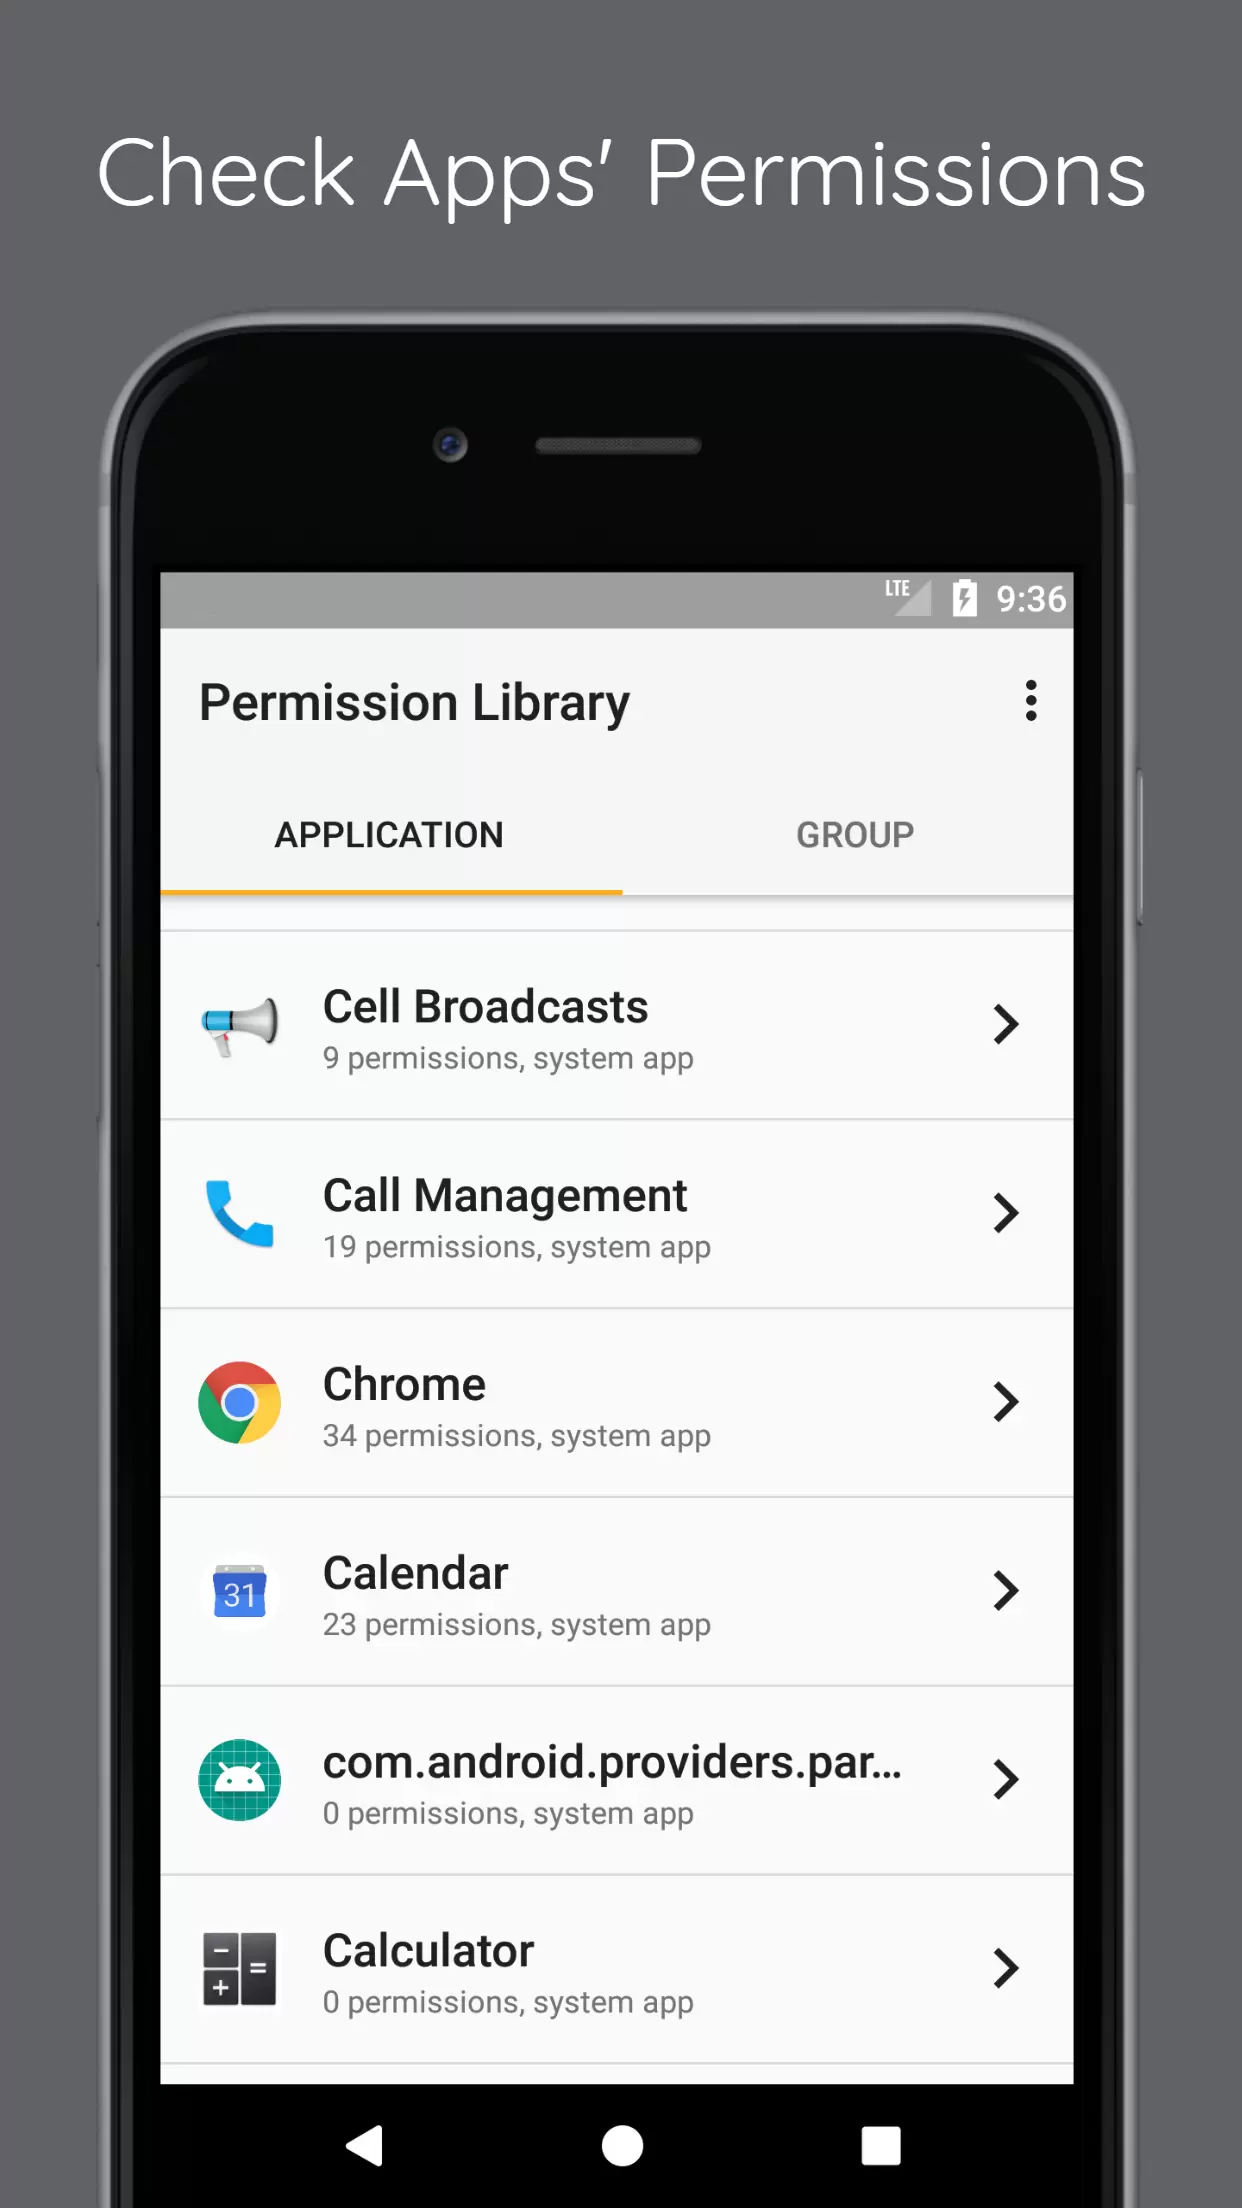 Check Apps' Permissions
LTE 9:36
Permission Library
APPLICATION GROUP
Cell Broadcasts
9 permissions, system app
Call Management
19 permissions, system app
Chrome
34 permissions, system app
31
Calendar
23 permissions, system app
com.android.providers.par...
0 permissions, system app
Calculator
0 permissions, system app